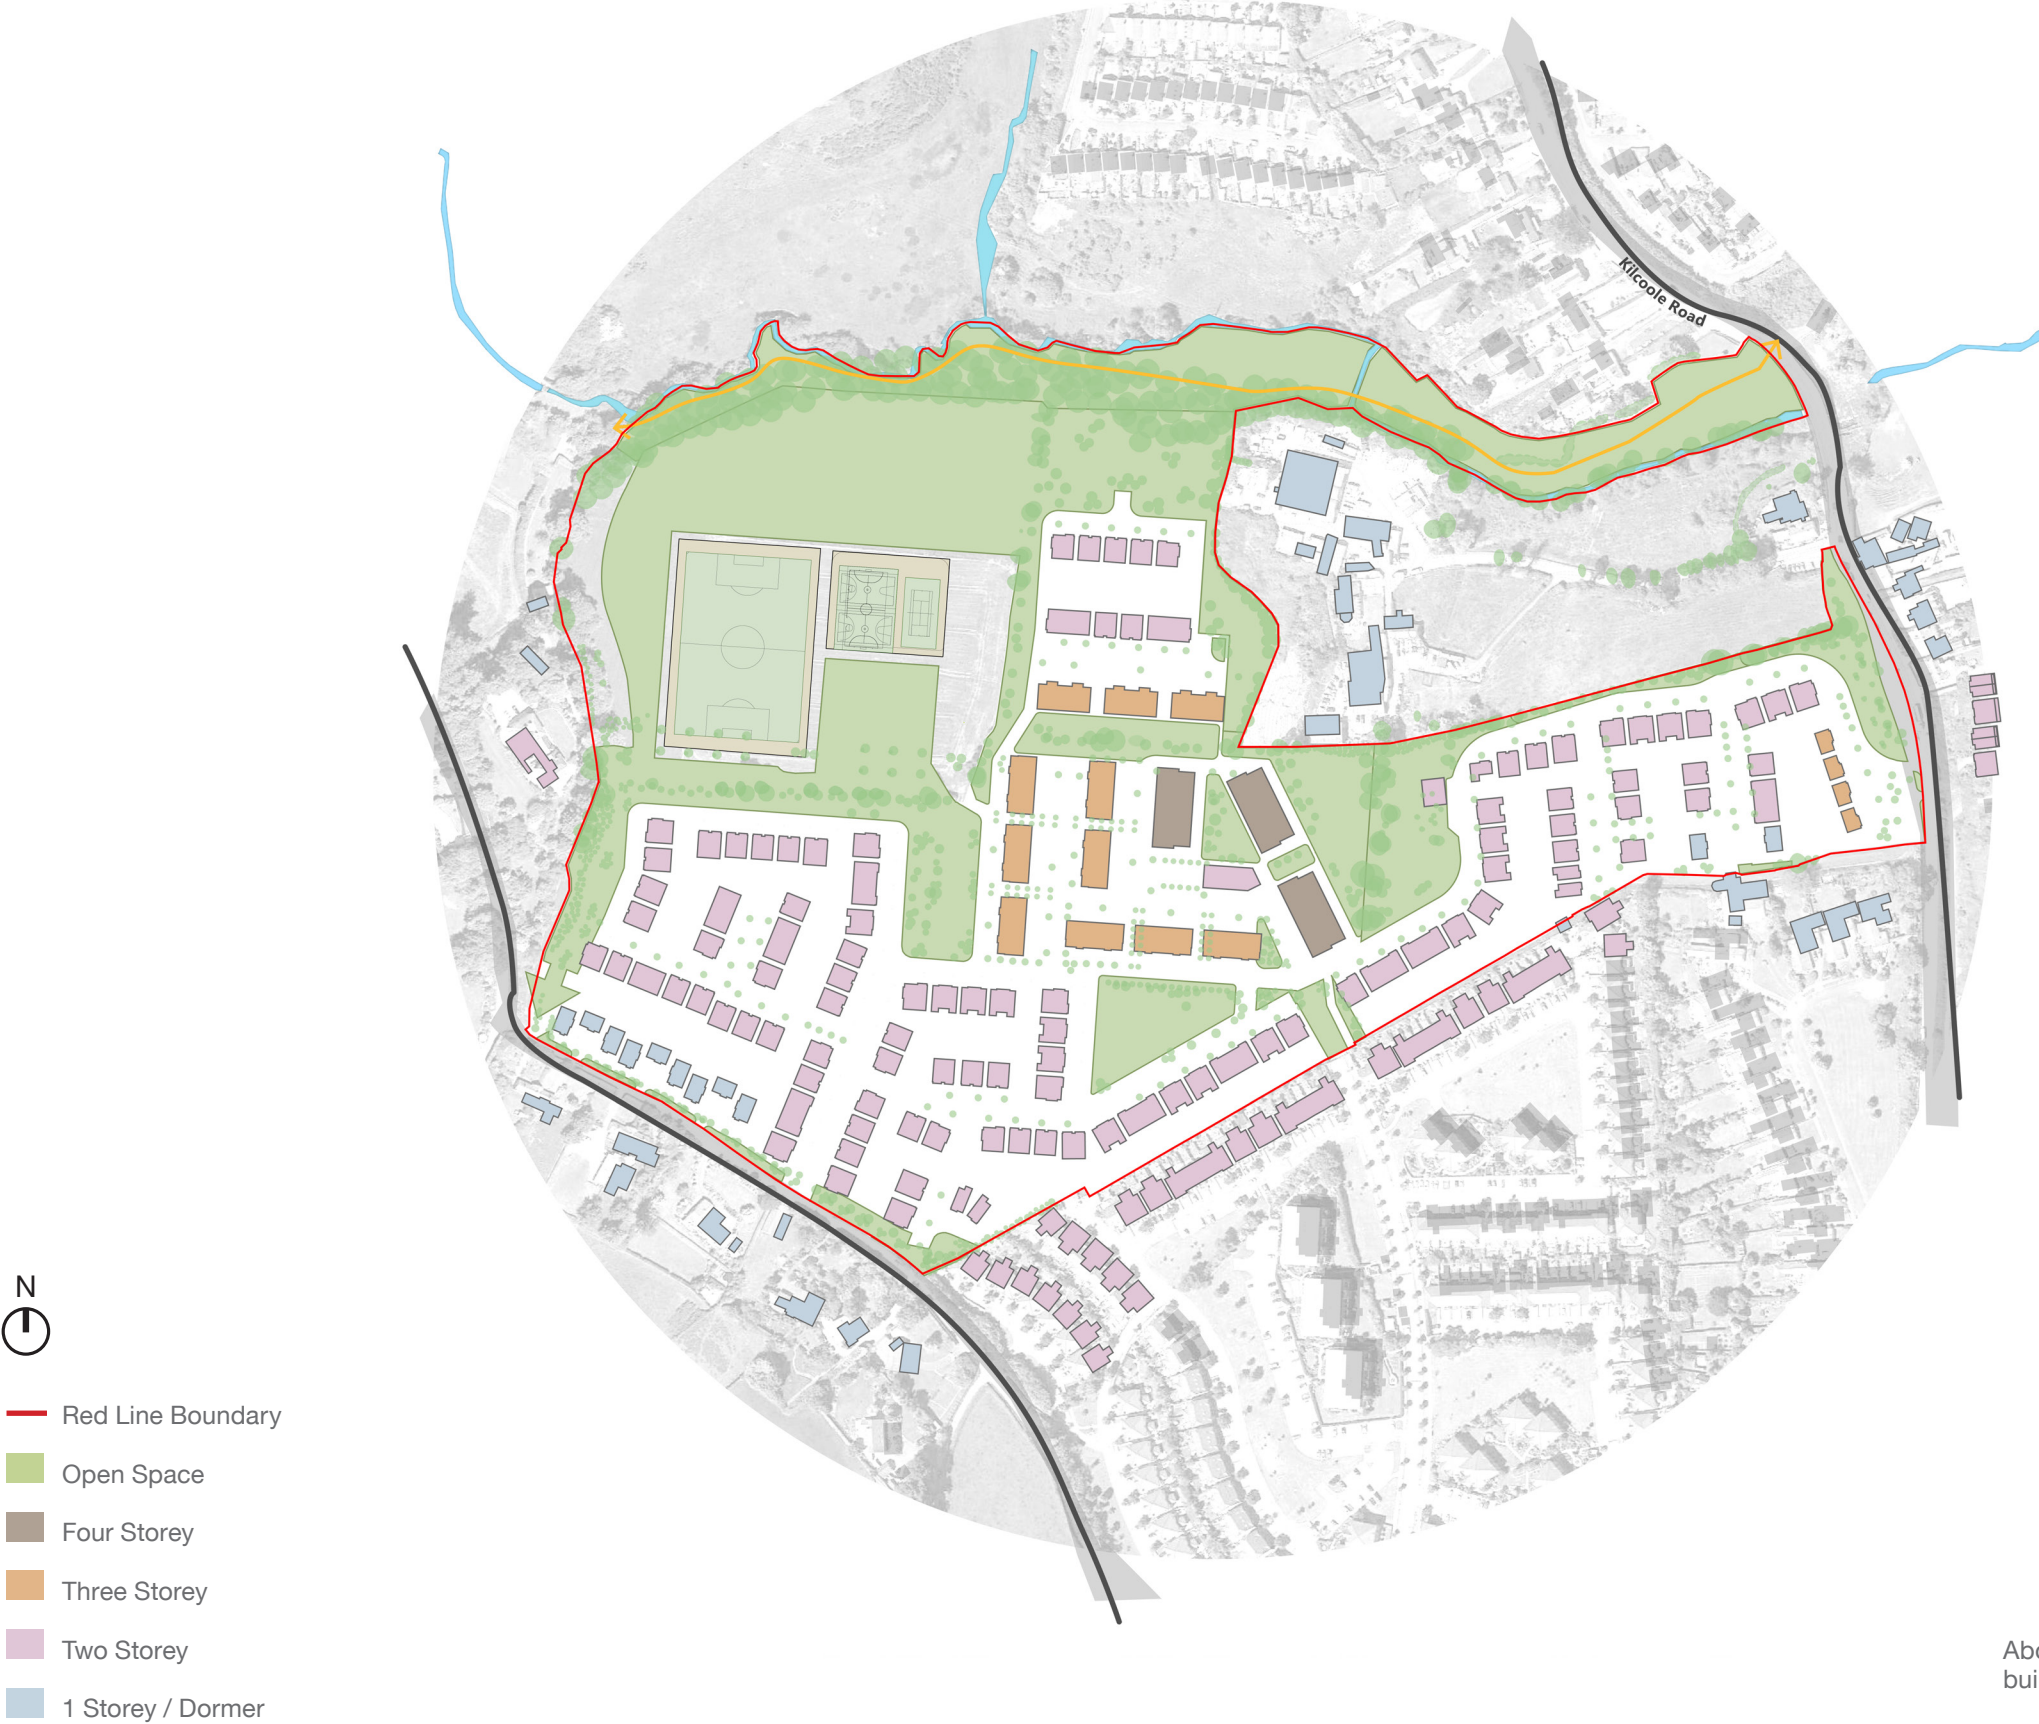 Kilcoole Road
N
Red Line Boundary
Open Space
Four Storey
Three Storey
Two Storey
1 Storey / Dormer